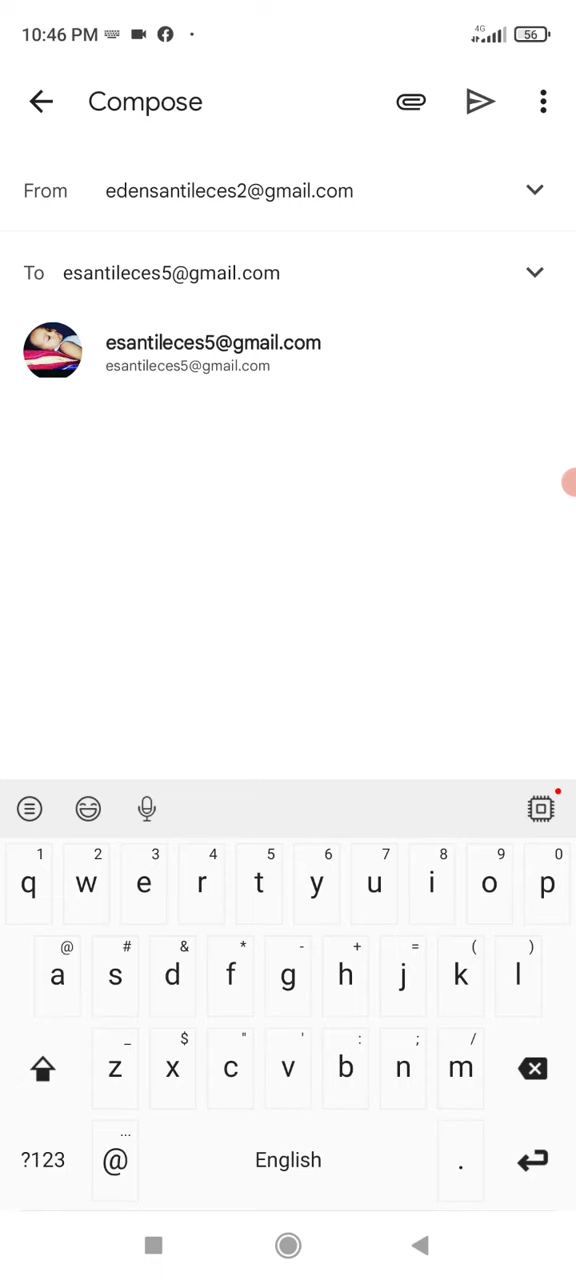 10:46 PM 4G 56
Compose
From edensantileces2@gmail.com
To esantileces5@gmail.com
esantileces5@gmail.com
esantileces5@gmail.com
1 2 3 4 5 6 7 8 9 0
q w e r t y u i o p
@ # & * - + = ( )
a s d f g h j k l
_ $ " ' : ; /
z x c v b n m
...
?123 @ English .